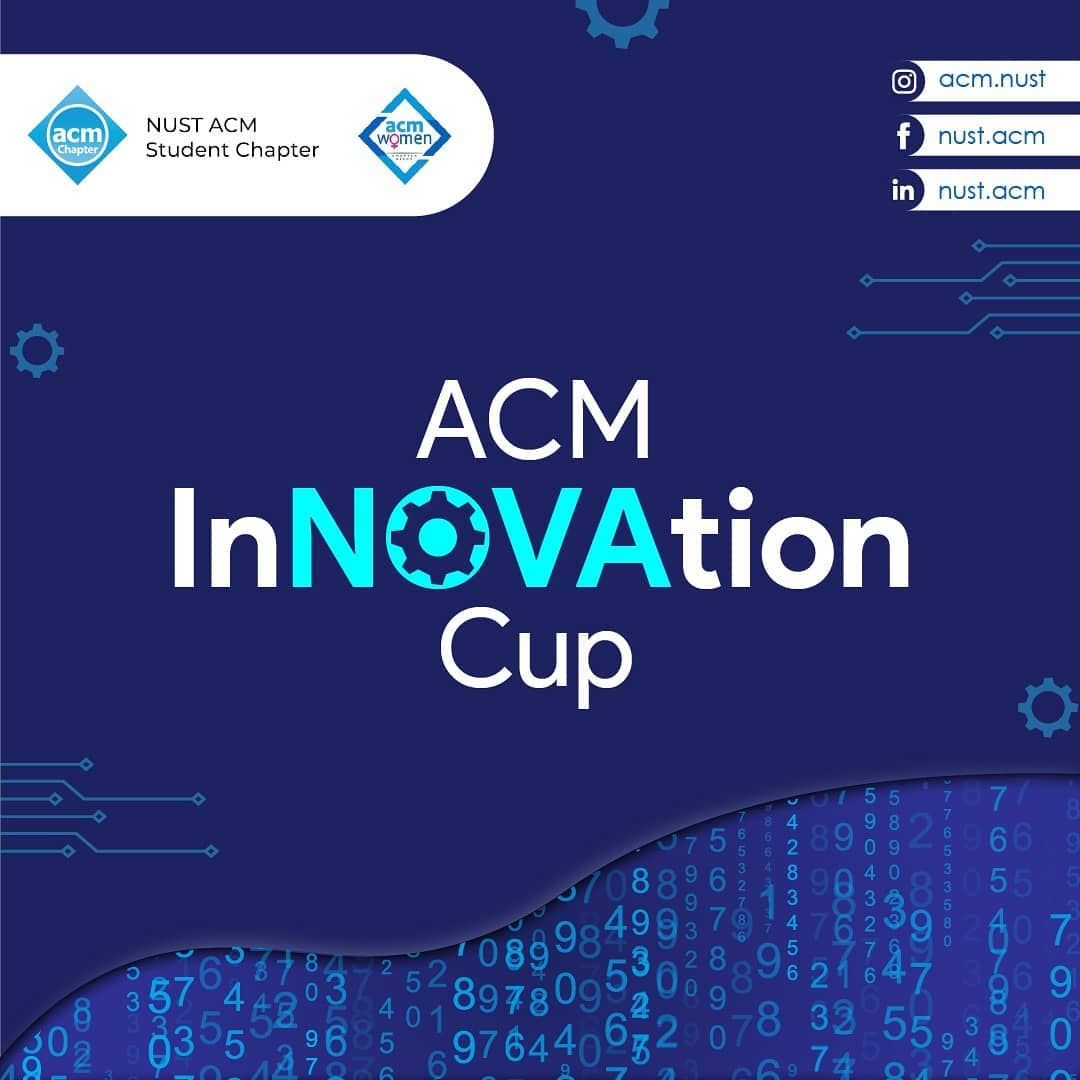 acm
Chapter
NUST ACM
Student Chapter
acm
women
acm.nust
nust.acm
nust.acm
ACM
InNOVAtion
Cup